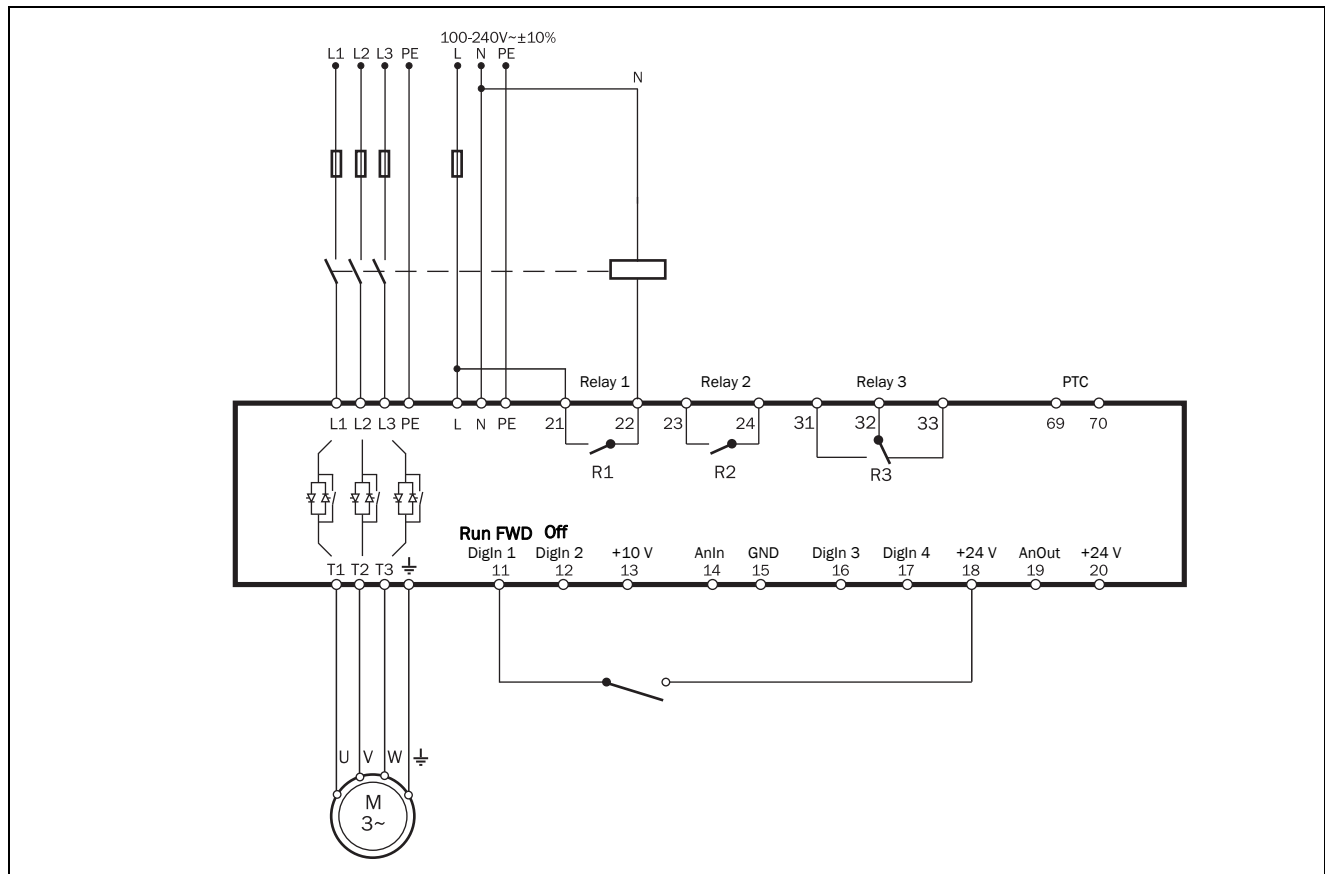 100-240V~±10%
L1 L2 L3 PE L N PE
N
Relay 1 Relay 2 Relay 3 PTC
L1 L2 L3 PE L N PE 21 22 23 24 31 32 33 69 70
R1 R2 R3
Run FWD Off
DigIn 1 DigIn 2 +10 V AnIn GND DigIn 3 DigIn 4 +24 V AnOut +24 V
T1 T2 T3 11 12 13 14 15 16 17 18 19 20
U V W
M
3~